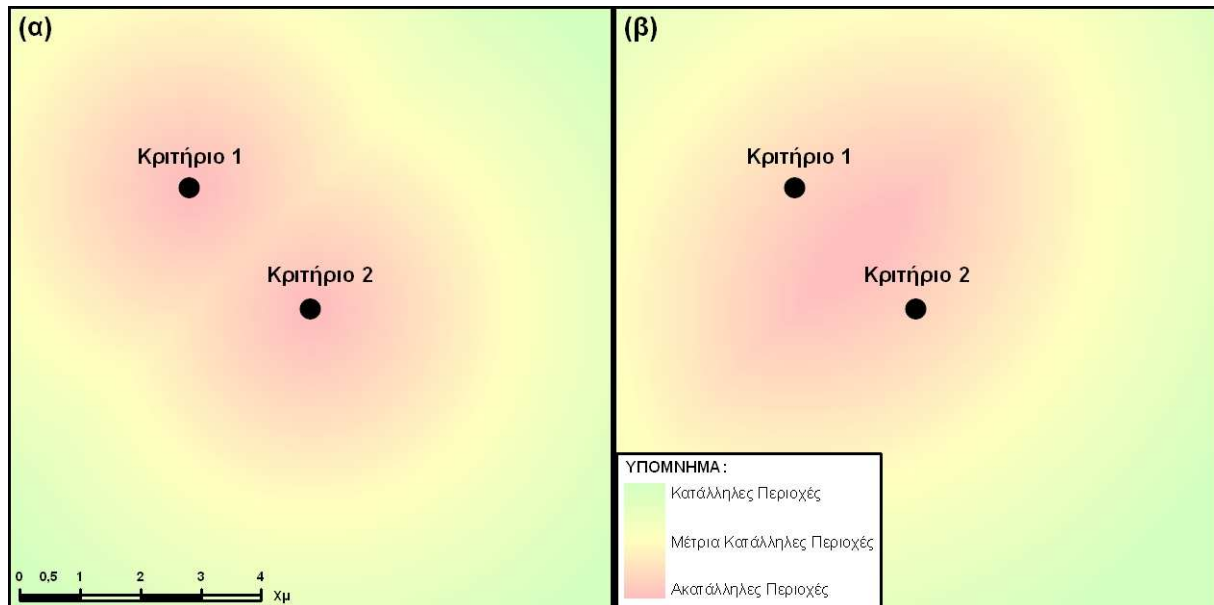 (α)
Κριτήριο 1
Κριτήριο 2
0 0,5 1 2 3 4
Χμ
(β)
Κριτήριο 1
Κριτήριο 2
ΥΠΟΜΝΗΜΑ:
Κατάλληλες Περιοχές
Μέτρια Κατάλληλες Περιοχές
Ακατάλληλες Περιοχές